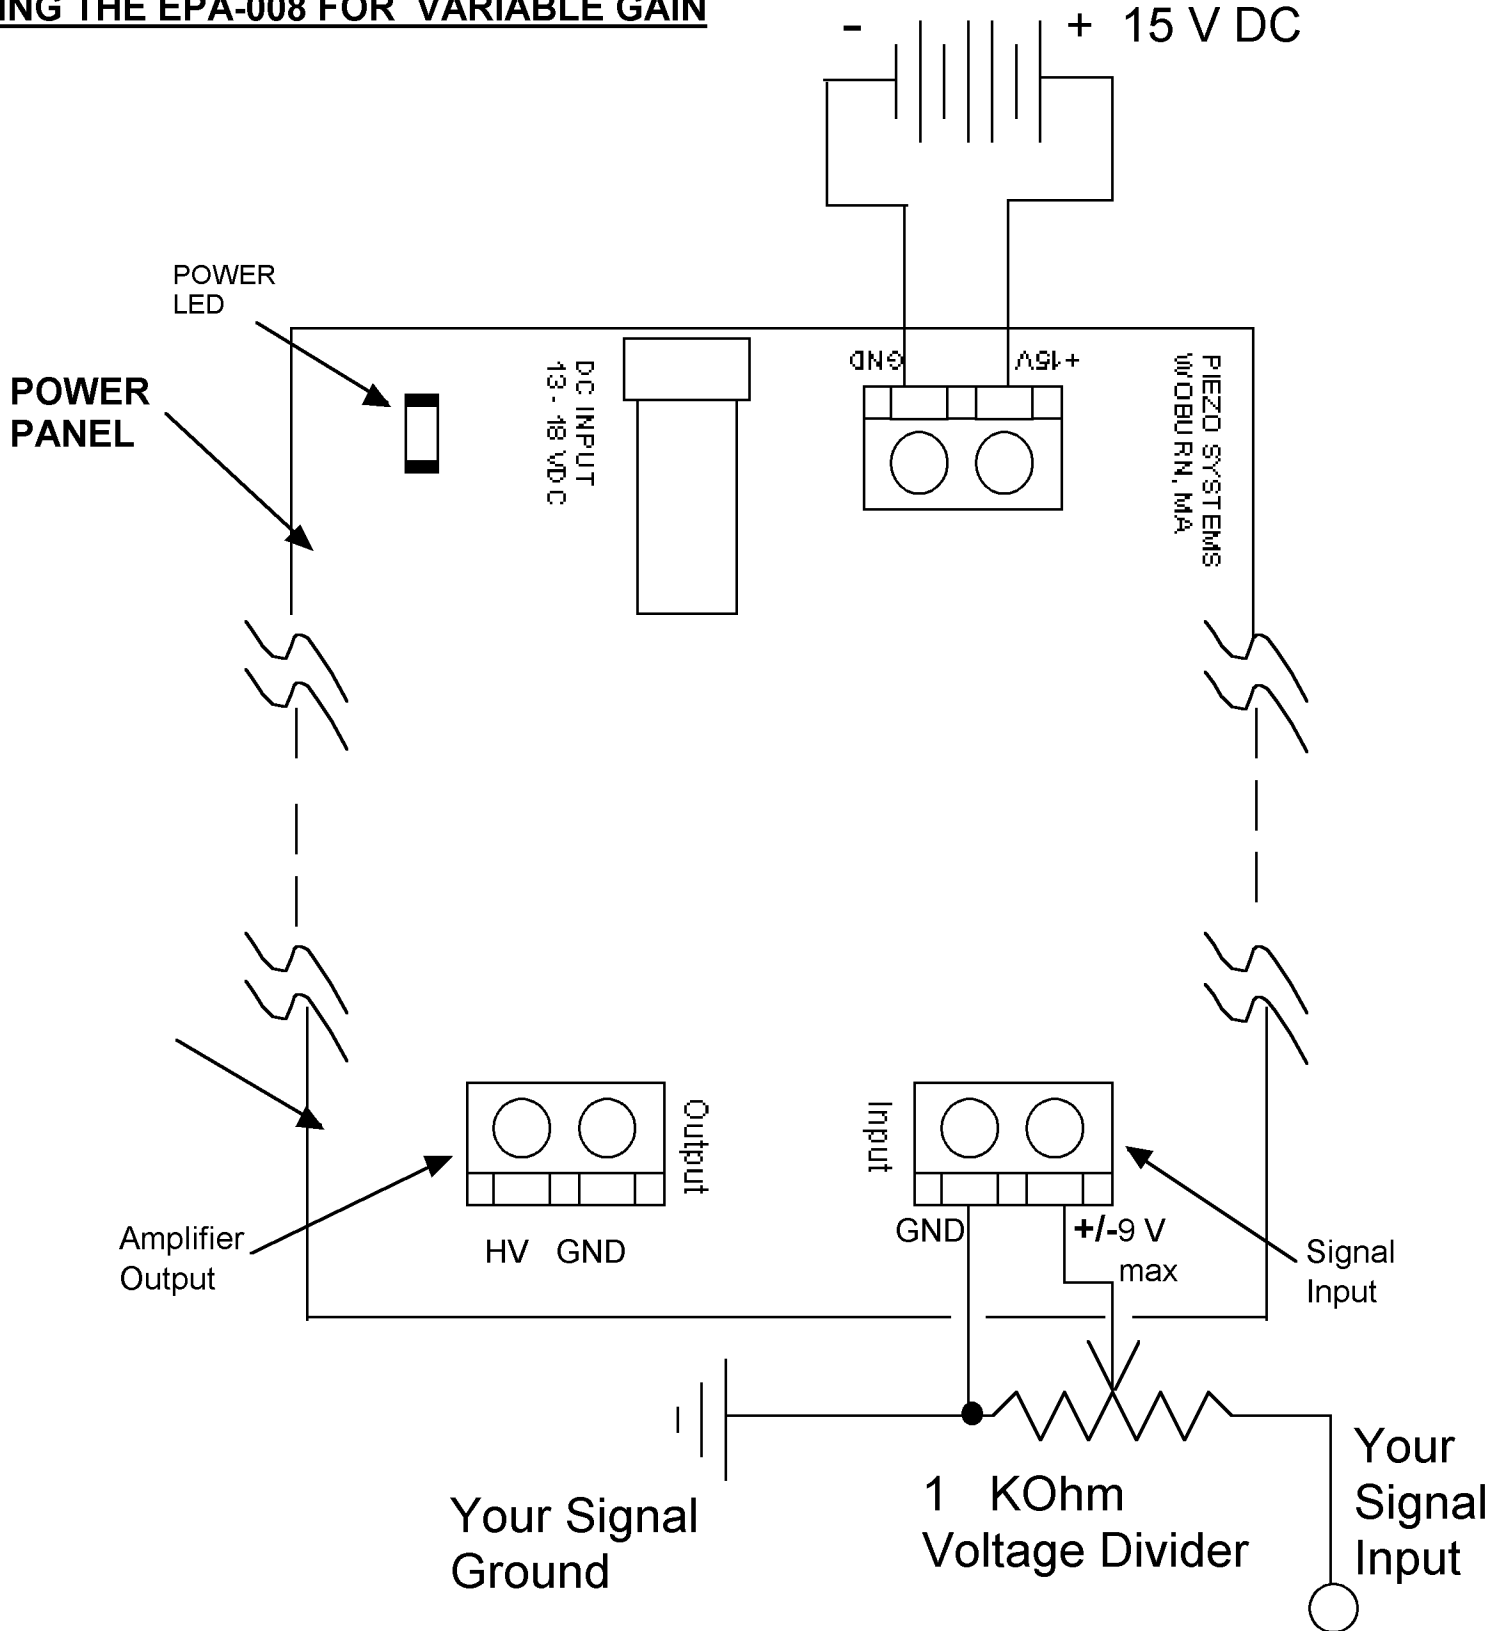 ING THE EPA-008 FOR VARIABLE GAIN
- + 15 V DC
POWER
LED
POWER
PANEL
DC INPUT
13 - 18 VDC
GND
+15V
PIEZO SYSTEMS
WOBURN, MA
Output
Input
Amplifier
Output
HV GND
GND
+/-9 V
max
Signal
Input
Your Signal
Ground
1 KOhm
Voltage Divider
Your
Signal
Input